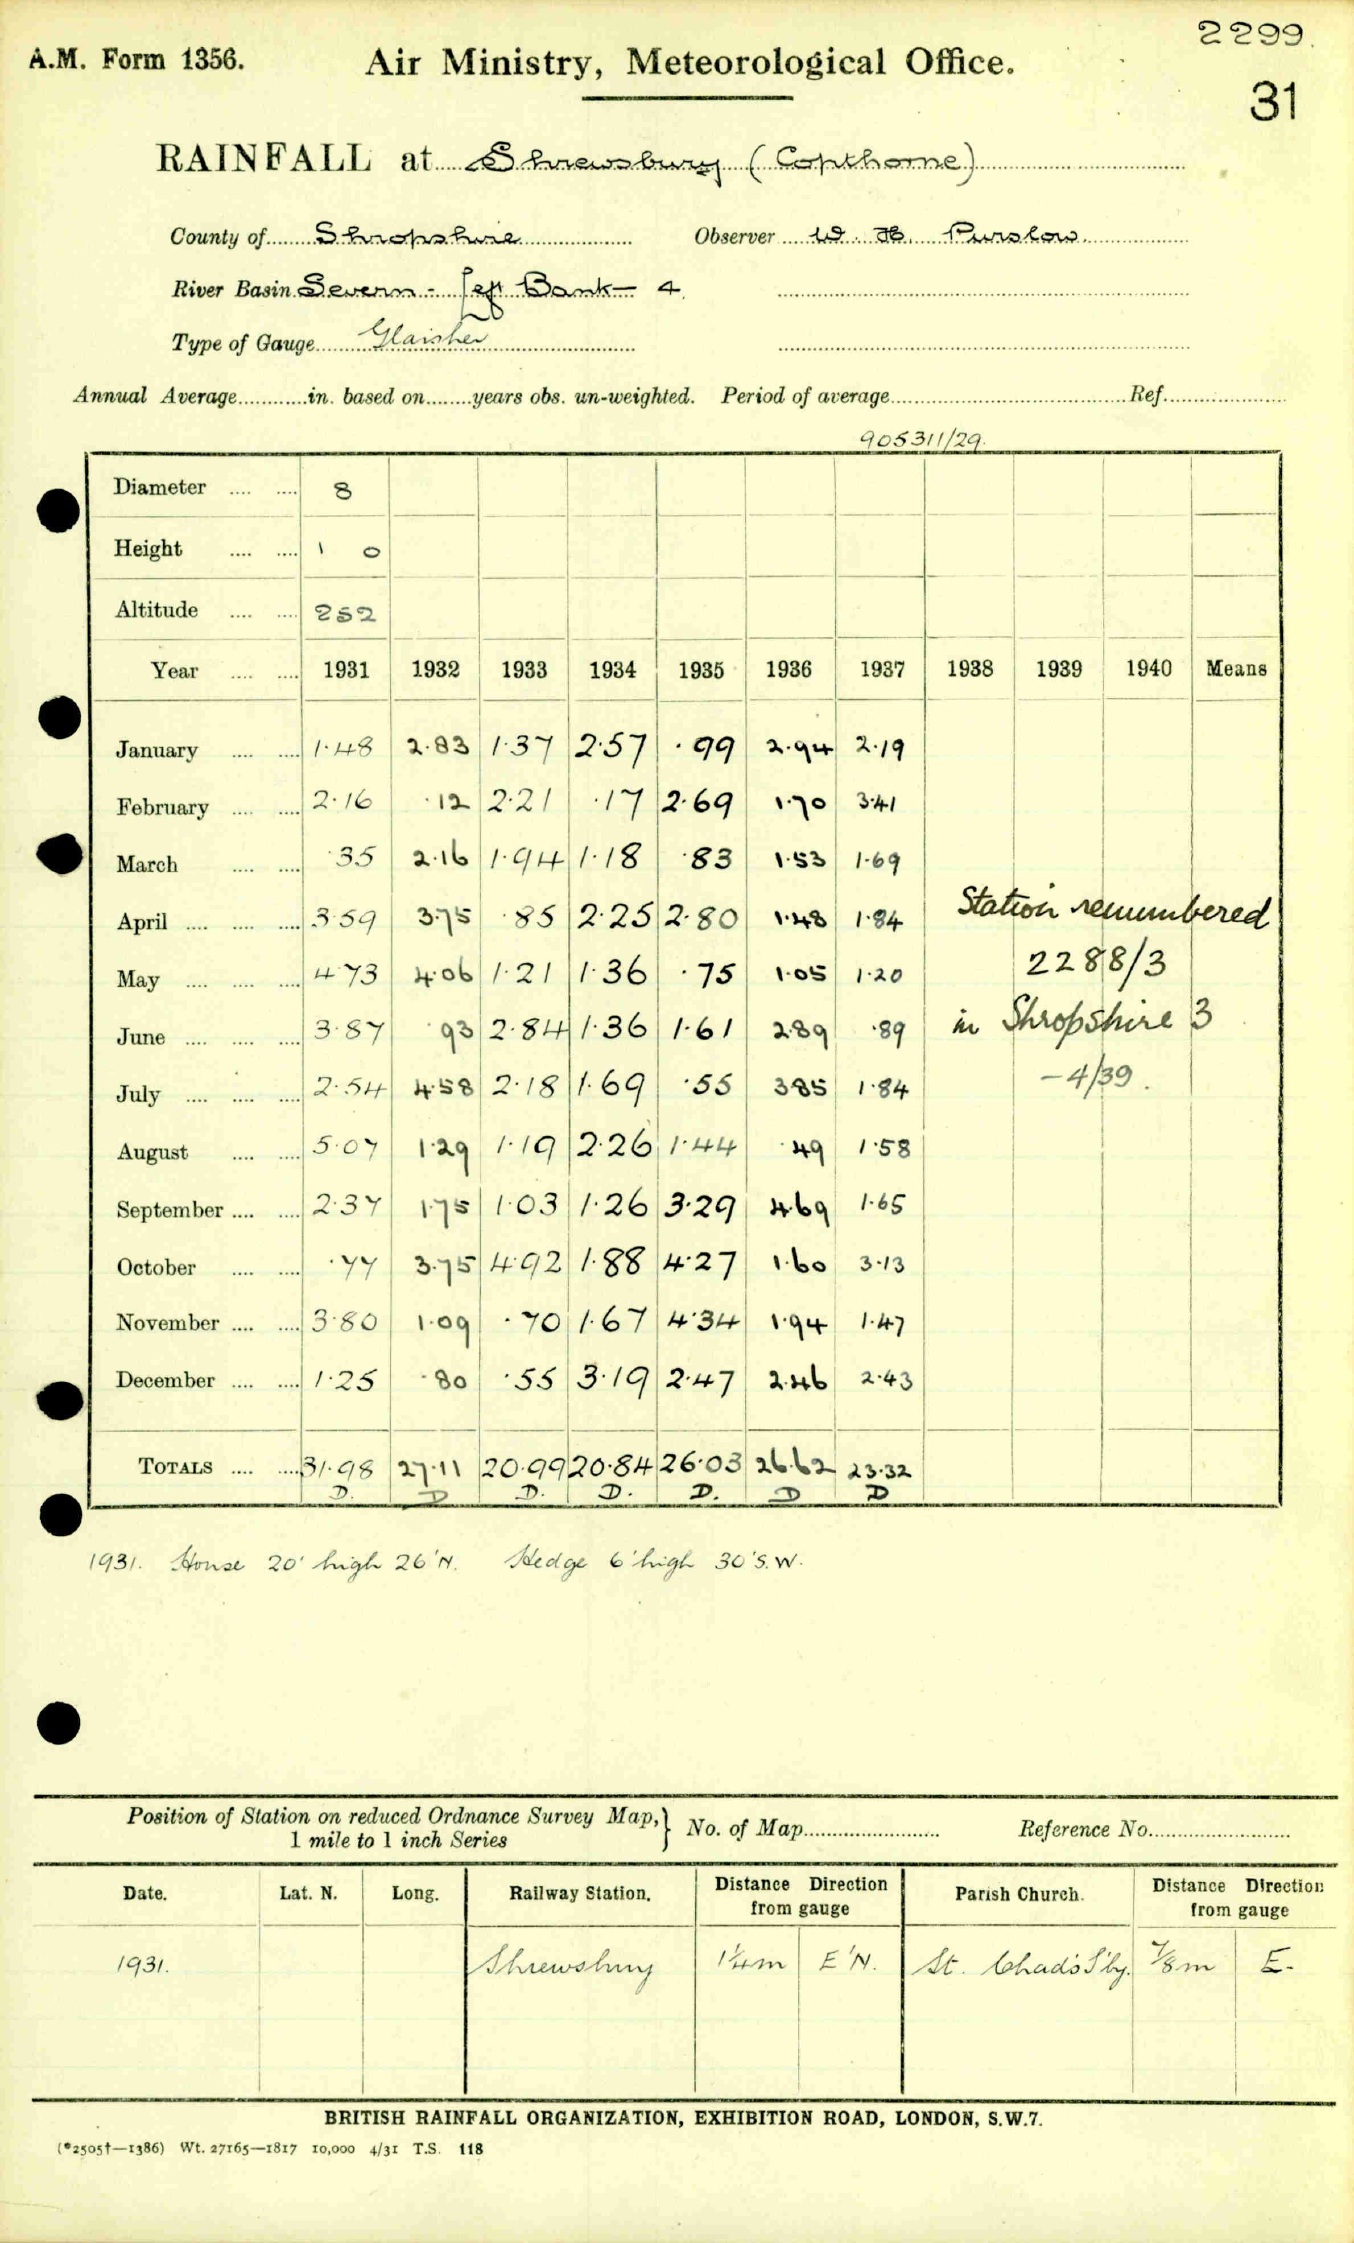 2299.
A.M. Form 1356. Air Ministry, Meteorological Office.
31
RAINFALL at Shrewsbury (Copthorne)
County of Shropshire Observer W. H. Purslow.
River Basin Severn - Left Bank - 4.
Type of Gauge Glaisher
Annual Average in. based on years obs. un-weighted. Period of average Ref.
905311/29.
Diameter 8
Height 1 0
Altitude 252
Year 1931 1932 1933 1934 1935 1936 1937 1938 1939 1940 Means
January 1.48 2.83 1.37 2.57 .99 2.94 2.19
February 2.16 .12 2.21 .17 2.69 1.70 3.41
March .35 2.16 1.94 1.18 .83 1.53 1.69
April 3.59 3.75 .85 2.25 2.80 1.48 1.84 Station renumbered
May 4.73 4.06 1.21 1.36 .75 1.05 1.20 2288/3
June 3.87 .93 2.84 1.36 1.61 2.89 .89 in Shropshire 3
July 2.54 4.58 2.18 1.69 .55 3.85 1.84 -4/39.
August 5.07 1.29 1.19 2.26 1.44 .49 1.58
September 2.37 1.75 1.03 1.26 3.29 4.69 1.65
October .77 3.75 4.92 1.88 4.27 1.60 3.13
November 3.80 1.09 .70 1.67 4.34 1.94 1.47
December 1.25 .80 .55 3.19 2.47 2.46 2.43
TOTALS 31.98 27.11 20.99 20.84 26.03 26.62 23.32
D. D D. D. D. D D
1931. House 20' high 26'N. Hedge 6'high 30'S.W.
Position of Station on reduced Ordnance Survey Map, } No. of Map Reference No.
1 mile to 1 inch Series
Date. Lat. N. Long. Railway Station. Distance Direction from gauge Parish Church. Distance Direction from gauge
1931. Shrewsbury 1¼m E'N. St. Chad's S'by. 7/8m E.
BRITISH RAINFALL ORGANIZATION, EXHIBITION ROAD, LONDON, S.W.7.
(*2505†—1386) Wt. 27165—1817 10,000 4/31 T.S. 118